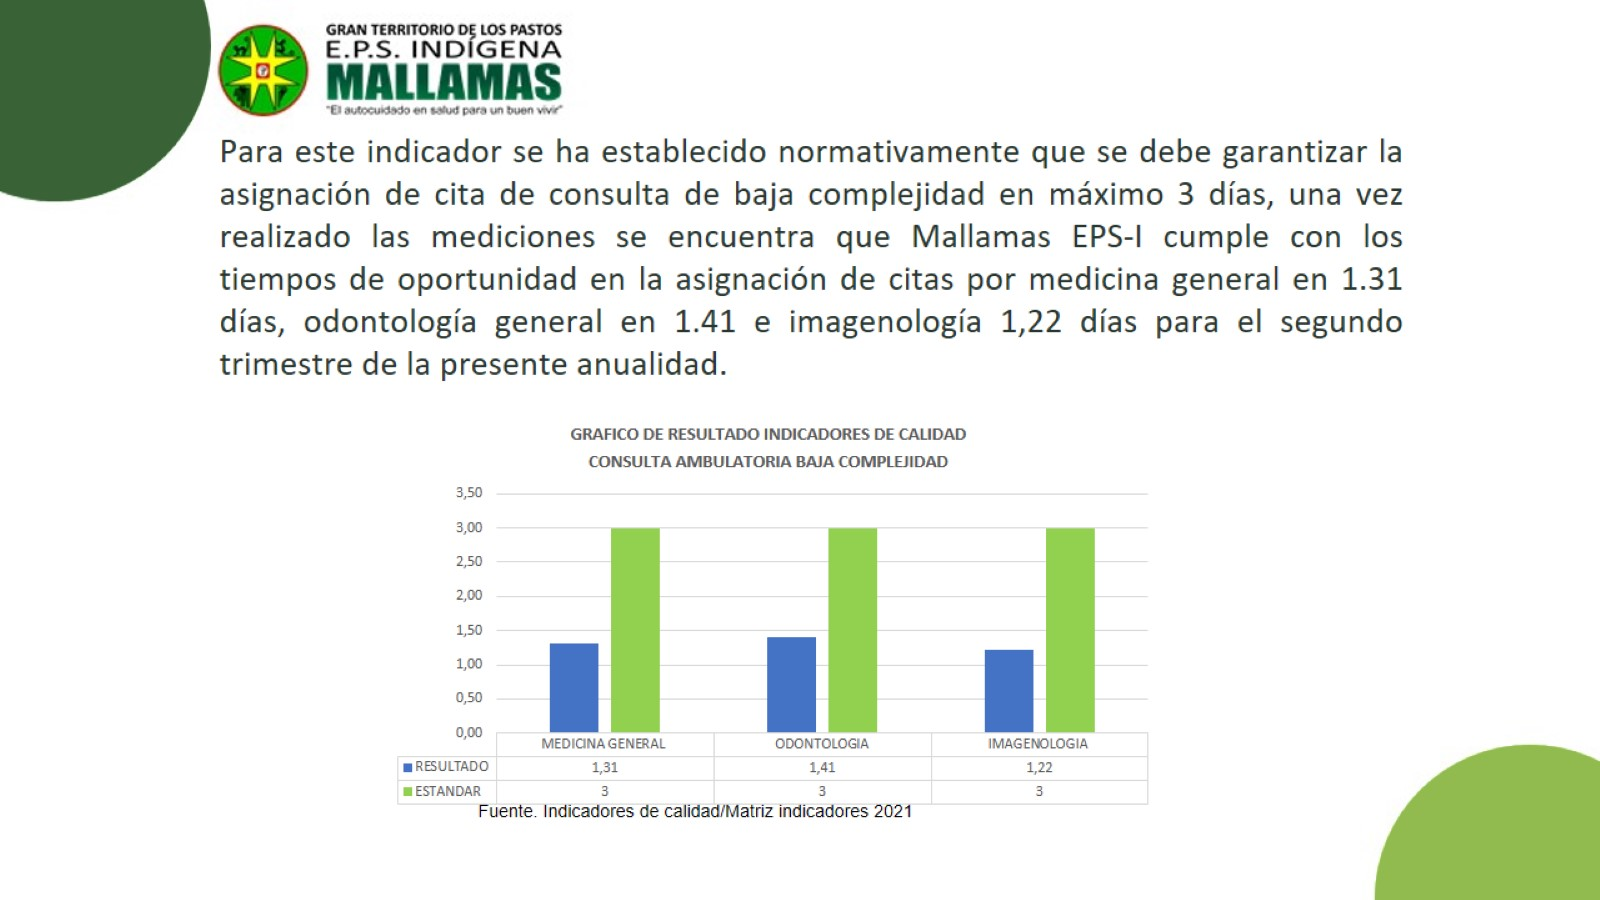 GRAN TERRITORIO DE LOS PASTOS
E.P.S. INDÍGENA
MALLAMAS
"El autocuidado en salud para un buen vivir"
Para este indicador se ha establecido normativamente que se debe garantizar la
asignación de cita de consulta de baja complejidad en máximo 3 días, una vez
realizado las mediciones se encuentra que Mallamas EPS-I cumple con los
tiempos de oportunidad en la asignación de citas por medicina general en 1.31
días, odontología general en 1.41 e imagenología 1,22 días para el segundo
trimestre de la presente anualidad.
GRAFICO DE RESULTADO INDICADORES DE CALIDAD
CONSULTA AMBULATORIA BAJA COMPLEJIDAD
3,50
3,00
2,50
2,00
1,50
1,00
0,50
0,00
MEDICINA GENERAL ODONTOLOGIA IMAGENOLOGIA
RESULTADO 1,31 1,41 1,22
ESTANDAR 3 3 3
Fuente. Indicadores de calidad/Matriz indicadores 2021